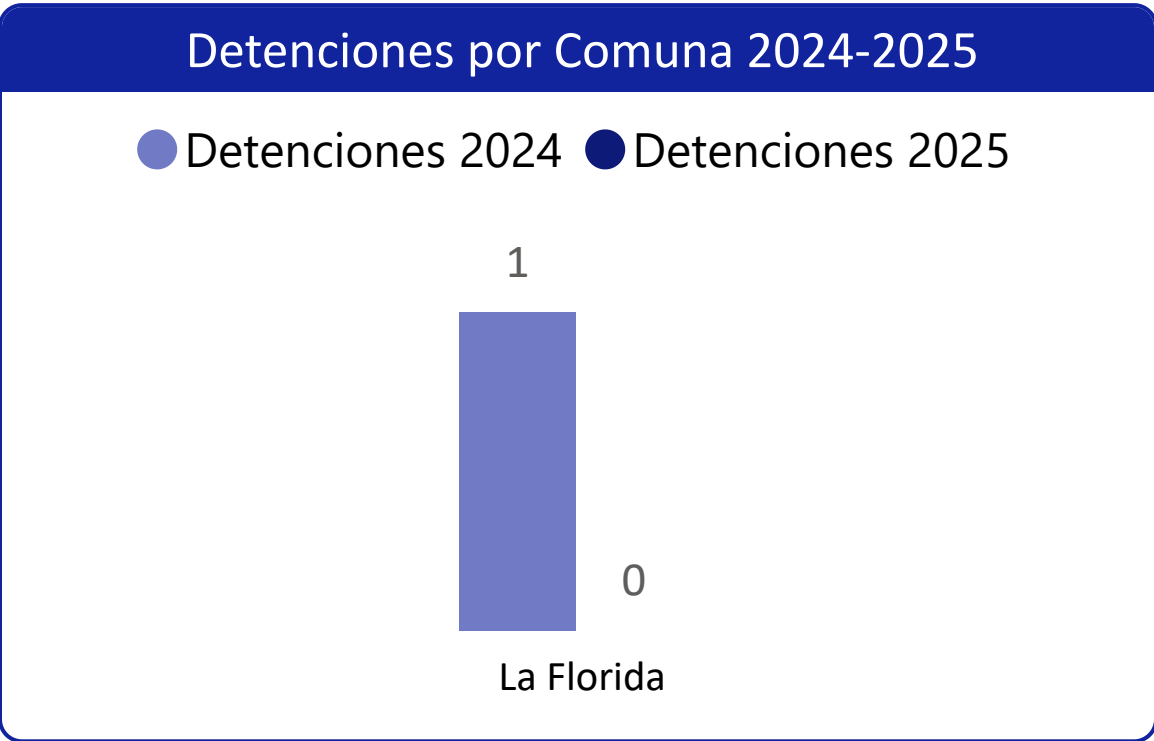 Detenciones por Comuna 2024-2025
Detenciones 2024 Detenciones 2025
1
0
La Florida